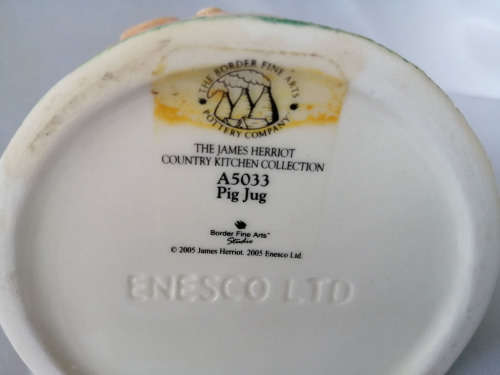 THE BORDER FINE ARTS
POTTERY COMPANY
THE JAMES HERRIOT
COUNTRY KITCHEN COLLECTION
A5033
Pig Jug
Border Fine Arts™
Studio
© 2005 James Herriot. 2005 Enesco Ltd
ENESCO LTD